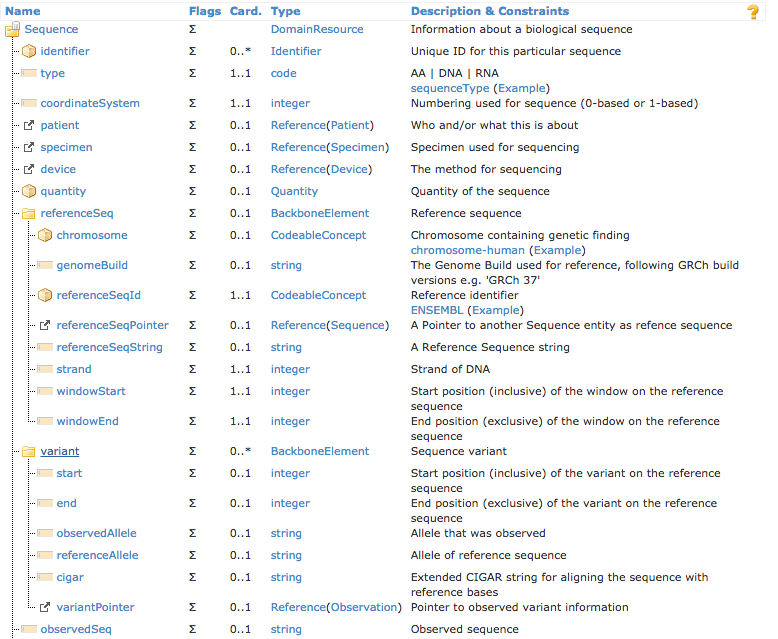 Name Flags Card. Type Description & Constraints ?
Sequence Σ DomainResource Information about a biological sequence
identifier Σ 0..* Identifier Unique ID for this particular sequence
type Σ 1..1 code AA | DNA | RNA
sequenceType (Example)
coordinateSystem Σ 1..1 integer Numbering used for sequence (0-based or 1-based)
patient Σ 0..1 Reference(Patient) Who and/or what this is about
specimen Σ 0..1 Reference(Specimen) Specimen used for sequencing
device Σ 0..1 Reference(Device) The method for sequencing
quantity Σ 0..1 Quantity Quantity of the sequence
referenceSeq Σ 0..1 BackboneElement Reference sequence
chromosome Σ 0..1 CodeableConcept Chromosome containing genetic finding
chromosome-human (Example)
genomeBuild Σ 0..1 string The Genome Build used for reference, following GRCh build
versions e.g. 'GRCh 37'
referenceSeqId Σ 1..1 CodeableConcept Reference identifier
ENSEMBL (Example)
referenceSeqPointer Σ 0..1 Reference(Sequence) A Pointer to another Sequence entity as refence sequence
referenceSeqString Σ 0..1 string A Reference Sequence string
strand Σ 0..1 integer Strand of DNA
windowStart Σ 1..1 integer Start position (inclusive) of the window on the reference
sequence
windowEnd Σ 1..1 integer End position (exclusive) of the window on the reference
sequence
variant Σ 0..* BackboneElement Sequence variant
start Σ 0..1 integer Start position (inclusive) of the variant on the reference
sequence
end Σ 0..1 integer End position (exclusive) of the variant on the reference
sequence
observedAllele Σ 0..1 string Allele that was observed
referenceAllele Σ 0..1 string Allele of reference sequence
cigar Σ 0..1 string Extended CIGAR string for aligning the sequence with
reference bases
variantPointer Σ 0..1 Reference(Observation) Pointer to observed variant information
observedSeq Σ 0..1 string Observed sequence